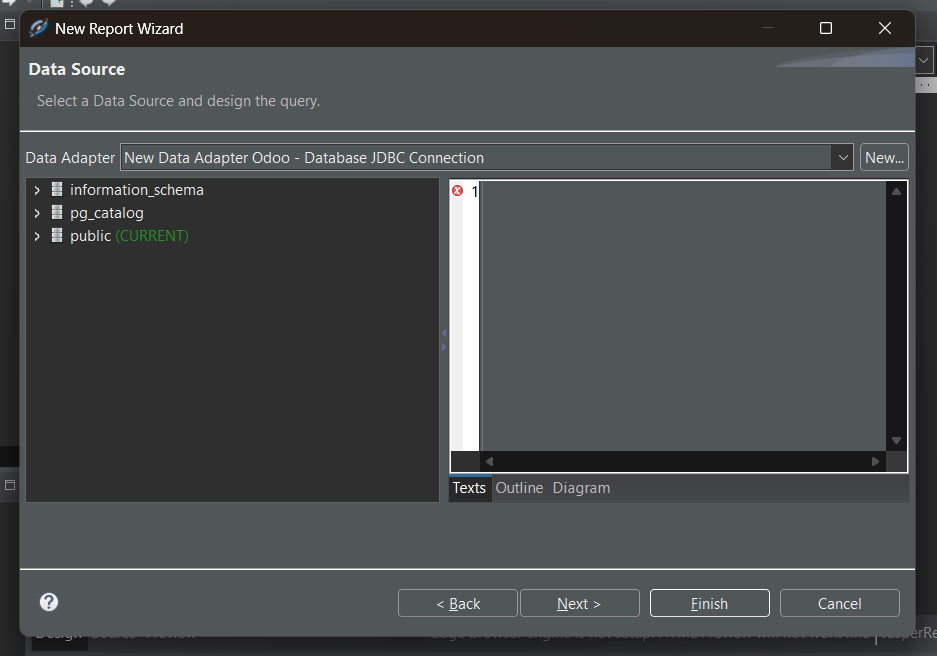 New Report Wizard
Data Source
Select a Data Source and design the query.
Data Adapter New Data Adapter Odoo - Database JDBC Connection New...
information_schema
pg_catalog
public (CURRENT)
1
Texts Outline Diagram
< Back Next > Finish Cancel